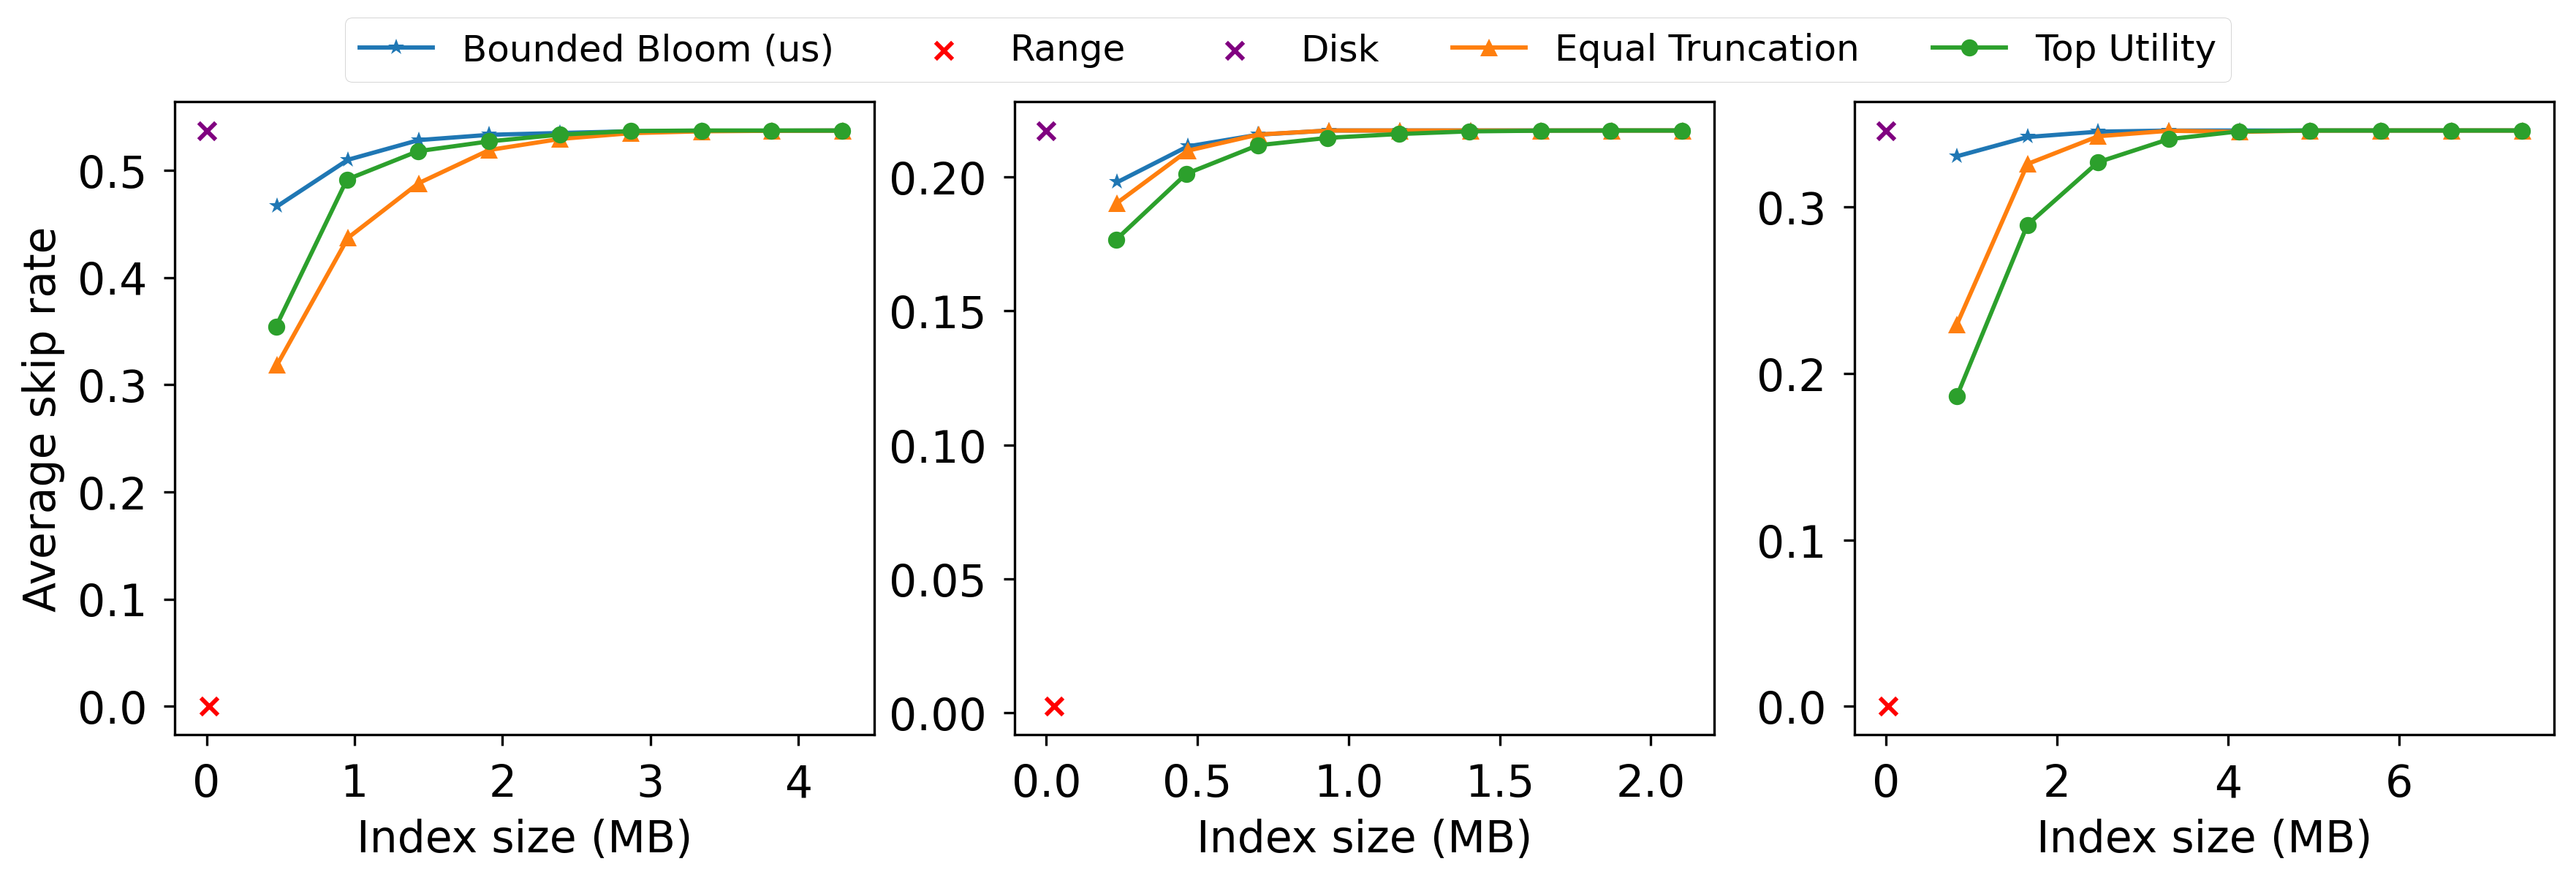 Bounded Bloom (us) Range Disk Equal Truncation Top Utility
Average skip rate
0.5
0.4
0.3
0.2
0.1
0.0
0 1 2 3 4
Index size (MB)
0.20
0.15
0.10
0.05
0.00
0.0 0.5 1.0 1.5 2.0
Index size (MB)
0.3
0.2
0.1
0.0
0 2 4 6
Index size (MB)